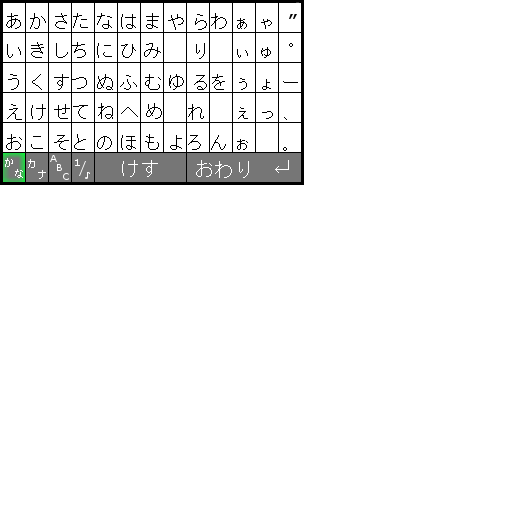 あ か さ た な は ま や ら わ ぁ ゃ ゛
い き し ち に ひ み り ぃ ゅ ゜
う く す つ ぬ ふ む ゆ る を ぅ ょ ー
え け せ て ね へ め れ ぇ っ 、
お こ そ と の ほ も よ ろ ん ぉ 。
かな カナ ABC 1/♪ けす おわり ↵